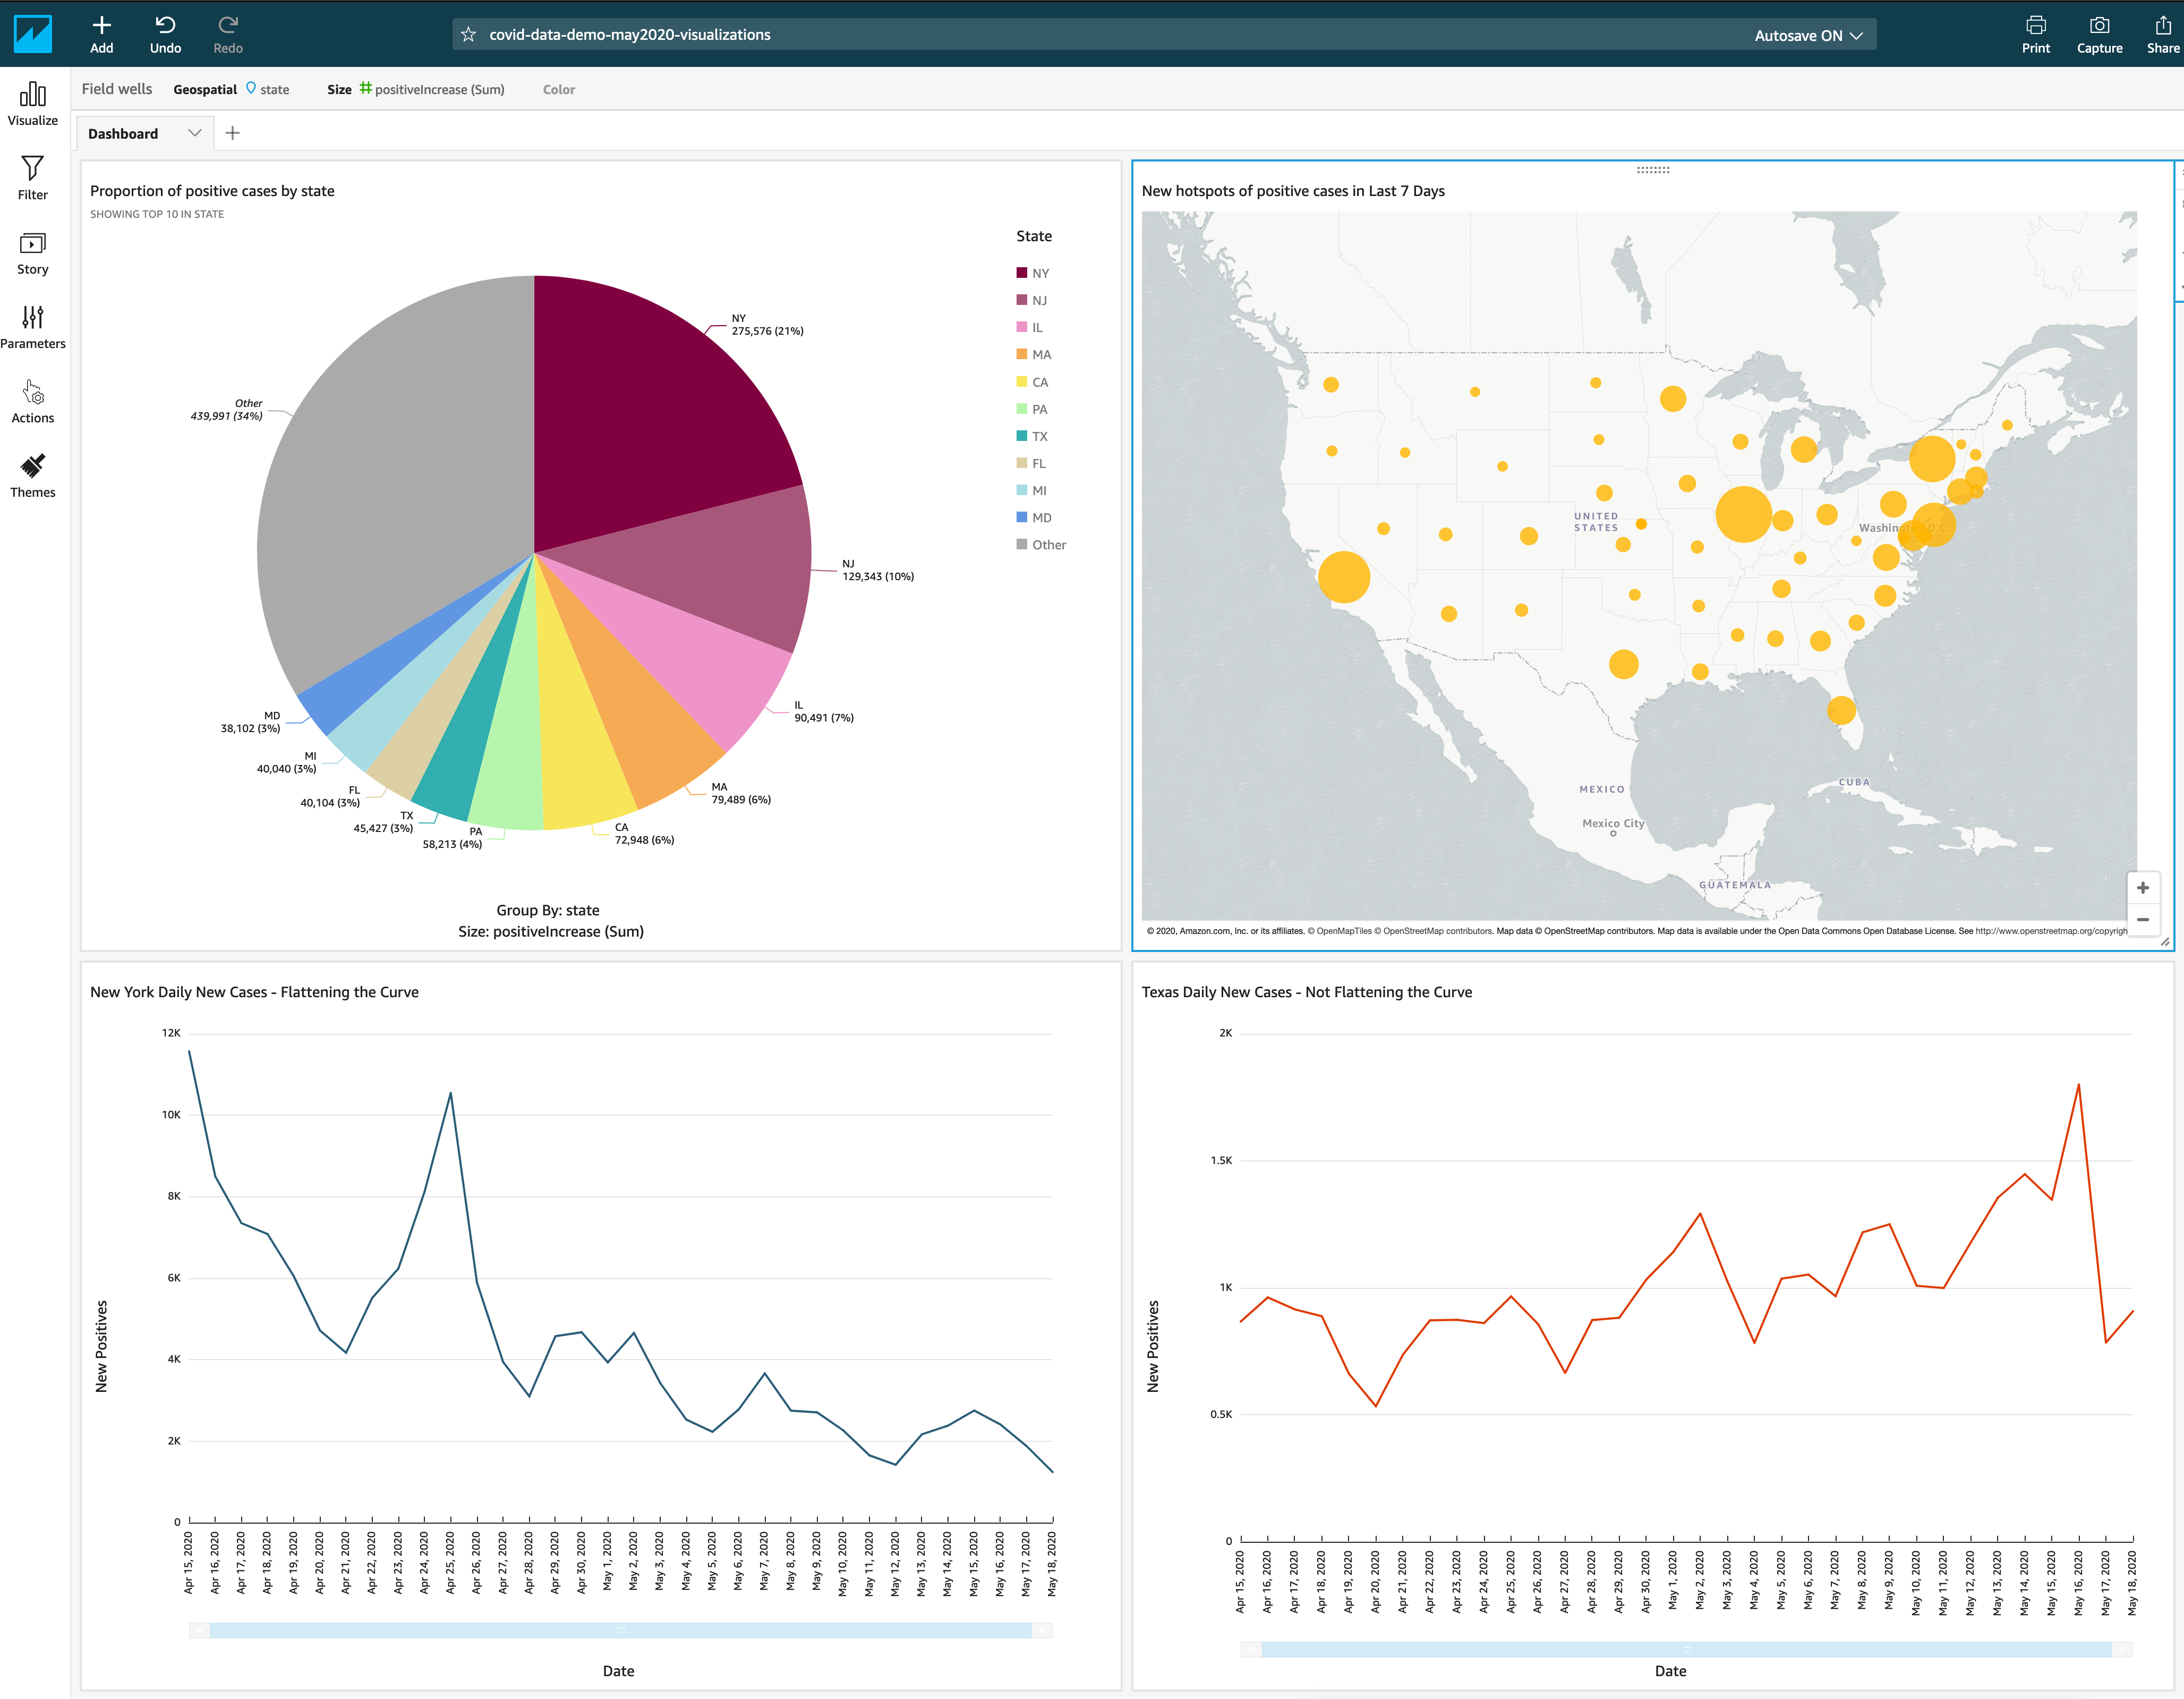 Add
Undo
Redo
covid-data-demo-may2020-visualizations
Autosave ON
Print
Capture
Share
Visualize
Filter
Story
Parameters
Actions
Themes
Field wells Geospatial state Size positiveIncrease (Sum) Color
Dashboard
Proportion of positive cases by state
SHOWING TOP 10 IN STATE
State
NY
NJ
IL
MA
CA
PA
TX
FL
MI
MD
Other
NY
275,576 (21%)
NJ
129,343 (10%)
IL
90,491 (7%)
MA
79,489 (6%)
CA
72,948 (6%)
PA
58,213 (4%)
TX
45,427 (3%)
FL
40,104 (3%)
MI
40,040 (3%)
MD
38,102 (3%)
Other
439,991 (34%)
Group By: state
Size: positiveIncrease (Sum)
New hotspots of positive cases in Last 7 Days
UNITED
STATES
MEXICO
Mexico City
CUBA
GUATEMALA
© 2020, Amazon.com, Inc. or its affiliates. © OpenMapTiles © OpenStreetMap contributors. Map data © OpenStreetMap contributors. Map data is available under the Open Data Commons Open Database License. See http://www.openstreetmap.org/copyrigh
New York Daily New Cases - Flattening the Curve
New Positives
12K
10K
8K
6K
4K
2K
0
Apr 15, 2020
Apr 16, 2020
Apr 17, 2020
Apr 18, 2020
Apr 19, 2020
Apr 20, 2020
Apr 21, 2020
Apr 22, 2020
Apr 23, 2020
Apr 24, 2020
Apr 25, 2020
Apr 26, 2020
Apr 27, 2020
Apr 28, 2020
Apr 29, 2020
Apr 30, 2020
May 1, 2020
May 2, 2020
May 3, 2020
May 4, 2020
May 5, 2020
May 6, 2020
May 7, 2020
May 8, 2020
May 9, 2020
May 10, 2020
May 11, 2020
May 12, 2020
May 13, 2020
May 14, 2020
May 15, 2020
May 16, 2020
May 17, 2020
May 18, 2020
Date
Texas Daily New Cases - Not Flattening the Curve
New Positives
2K
1.5K
1K
0.5K
0
Apr 15, 2020
Apr 16, 2020
Apr 17, 2020
Apr 18, 2020
Apr 19, 2020
Apr 20, 2020
Apr 21, 2020
Apr 22, 2020
Apr 23, 2020
Apr 24, 2020
Apr 25, 2020
Apr 26, 2020
Apr 27, 2020
Apr 28, 2020
Apr 29, 2020
Apr 30, 2020
May 1, 2020
May 2, 2020
May 3, 2020
May 4, 2020
May 5, 2020
May 6, 2020
May 7, 2020
May 8, 2020
May 9, 2020
May 10, 2020
May 11, 2020
May 12, 2020
May 13, 2020
May 14, 2020
May 15, 2020
May 16, 2020
May 17, 2020
May 18, 2020
Date